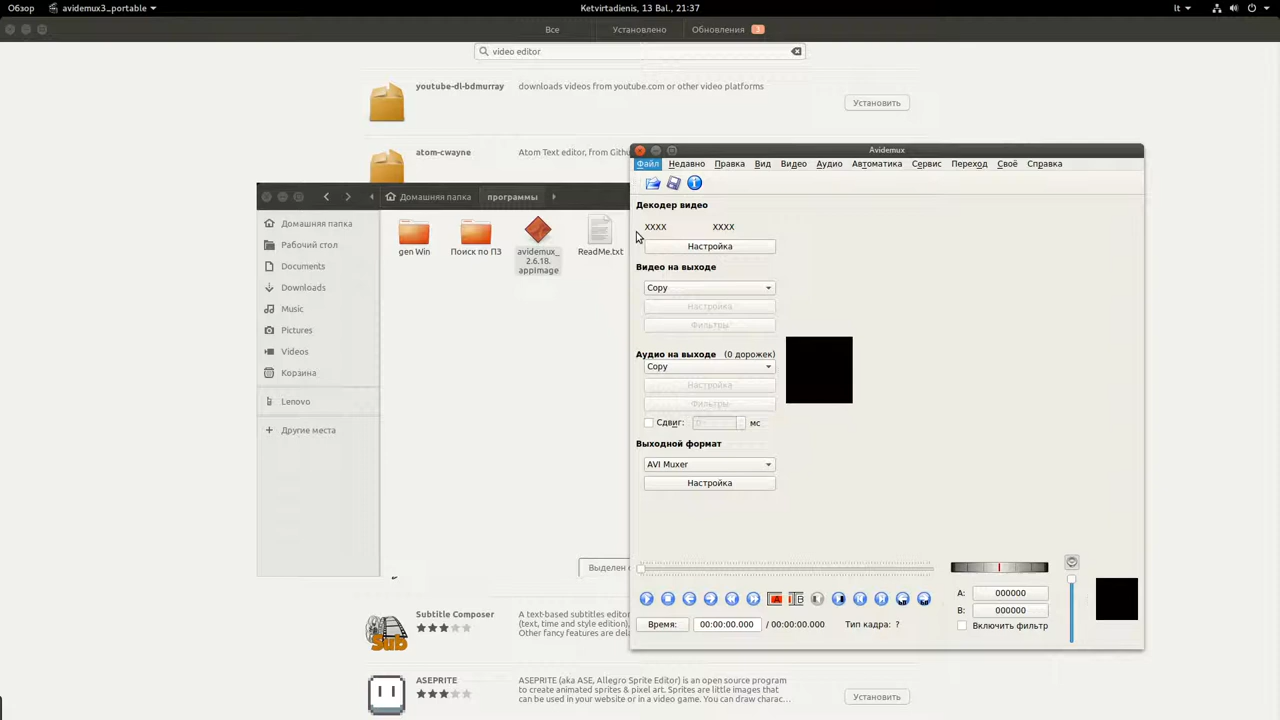 Обзор avidemux3_portable Ketvirtadienis, 13 Bal., 21:37 lt
Все Установлено Обновления
video editor
youtube-dl-bdmurray downloads videos from youtube.com or other video platforms
Установить
atom-cwayne Atom Text editor, from Githu
Домашняя папка программы
Домашняя папка
Рабочий стол
Documents
Downloads
Music
Pictures
Videos
Корзина
Lenovo
Другие места
gen Win
Поиск по ПЗ
avidemux_
2.6.18.
appImage
ReadMe.txt
Выделен
Avidemux
Файл Недавно Правка Вид Видео Аудио Автоматика Сервис Переход Своё Справка
Декодер видео
XXXX XXXX
Настройка
Видео на выходе
Copy
Настройка
Фильтры
Аудио на выходе (0 дорожек)
Copy
Настройка
Фильтры
Сдвиг: мс
Выходной формат
AVI Muxer
Настройка
A: 000000
B: 000000
Время: 00:00:00.000 / 00:00:00.000 Тип кадра: ?
Включить фильтр
Subtitle Composer A text-based subtitles editor
(text, time and style edition),
Other fancy features are dela
Sub
ASEPRITE ASEPRITE (aka ASE, Allegro Sprite Editor) is an open source program
to create animated sprites & pixel art. Sprites are little images that
can be used in your website or in a video game. You can draw charac...
Установить